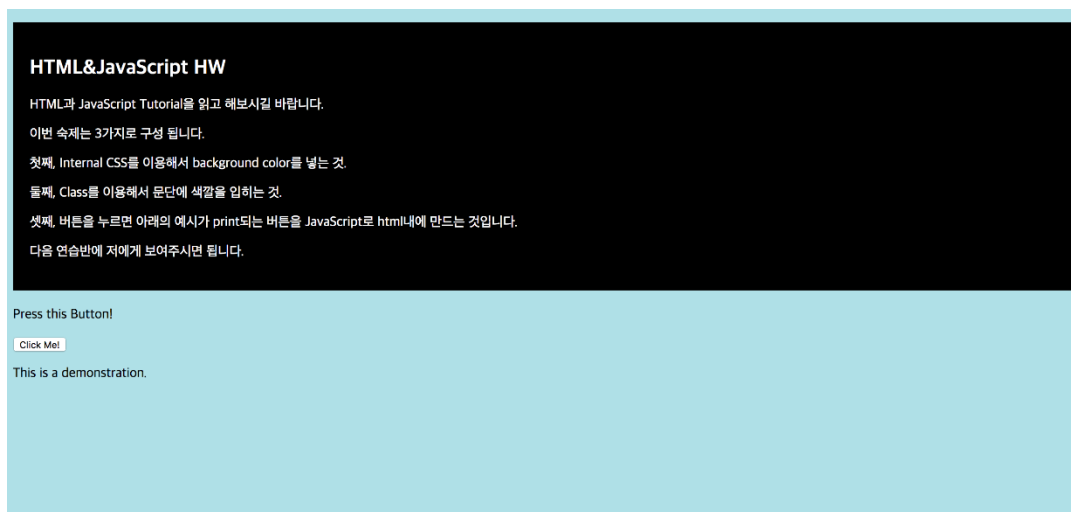 HTML&JavaScript HW
HTML과 JavaScript Tutorial을 읽고 해보시길 바랍니다.
이번 숙제는 3가지로 구성 됩니다.
첫째, Internal CSS를 이용해서 background color를 넣는 것.
둘째, Class를 이용해서 문단에 색깔을 입히는 것.
셋째, 버튼을 누르면 아래의 예시가 print되는 버튼을 JavaScript로 html내에 만드는 것입니다.
다음 연습반에 저에게 보여주시면 됩니다.
Press this Button!
Click Me!
This is a demonstration.